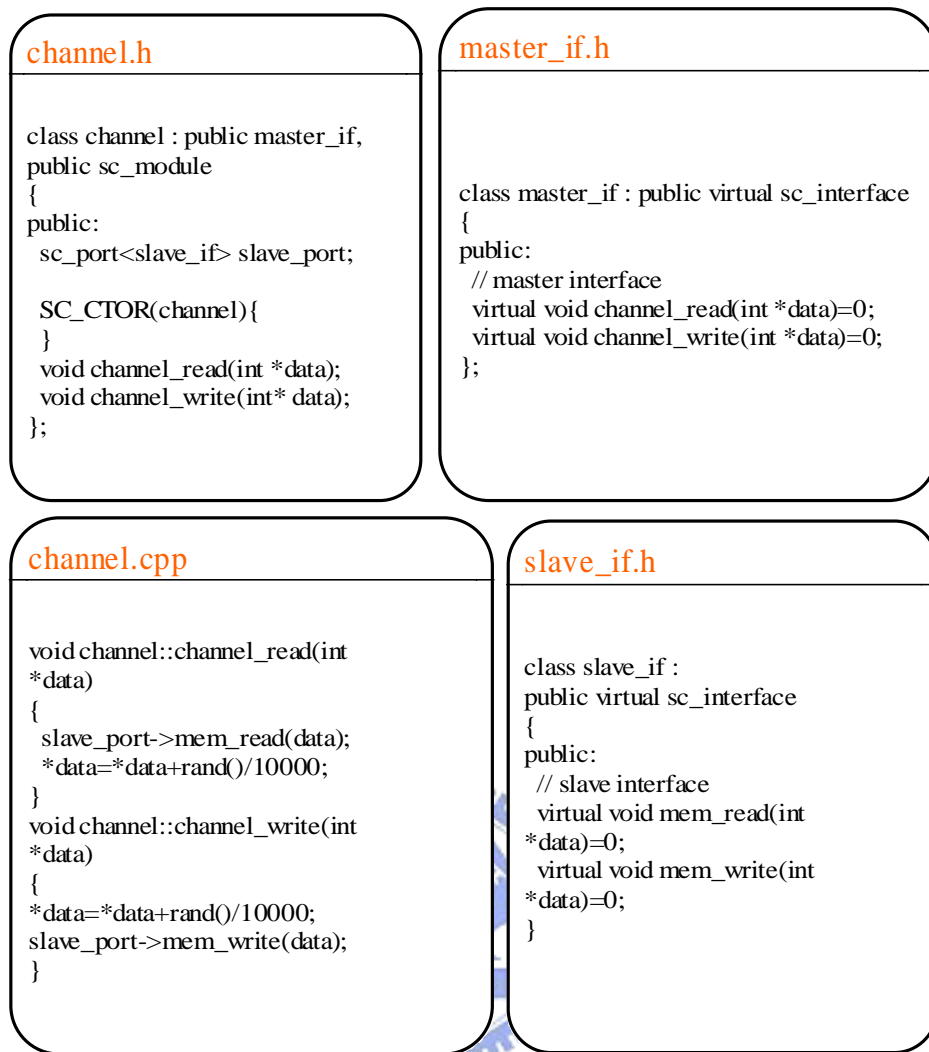 channel.h
class channel : public master_if,
public sc_module
{
public:
sc_port<slave_if> slave_port;
SC_CTOR(channel){
}
void channel_read(int *data);
void channel_write(int* data);
};
master_if.h
class master_if : public virtual sc_interface
{
public:
// master interface
virtual void channel_read(int *data)=0;
virtual void channel_write(int *data)=0;
};
channel.cpp
void channel::channel_read(int
*data)
{
slave_port->mem_read(data);
*data=*data+rand()/10000;
}
void channel::channel_write(int
*data)
{
*data=*data+rand()/10000;
slave_port->mem_write(data);
}
slave_if.h
class slave_if :
public virtual sc_interface
{
public:
// slave interface
virtual void mem_read(int
*data)=0;
virtual void mem_write(int
*data)=0;
}